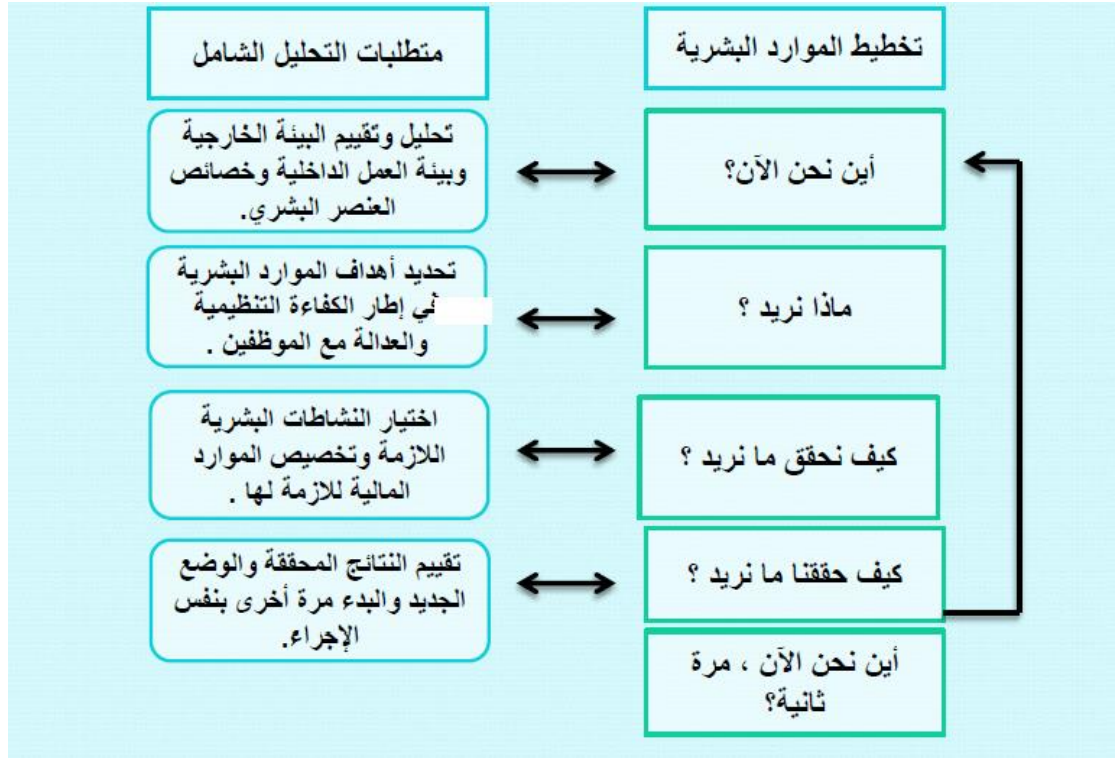 تخطيط الموارد البشرية
متطلبات التحليل الشامل
أين نحن الآن؟
تحليل وتقييم البيئة الخارجية
وبيئة العمل الداخلية وخصائص
العنصر البشري.
ماذا نريد ؟
تحديد أهداف الموارد البشرية
في إطار الكفاءة التنظيمية
والعدالة مع الموظفين .
كيف نحقق ما نريد ؟
اختيار النشاطات البشرية
اللازمة وتخصيص الموارد
المالية للازمة لها .
كيف حققنا ما نريد ؟
تقييم النتائج المحققة والوضع
الجديد والبدء مرة أخرى بنفس
الإجراء.
أين نحن الآن ، مرة
ثانية؟